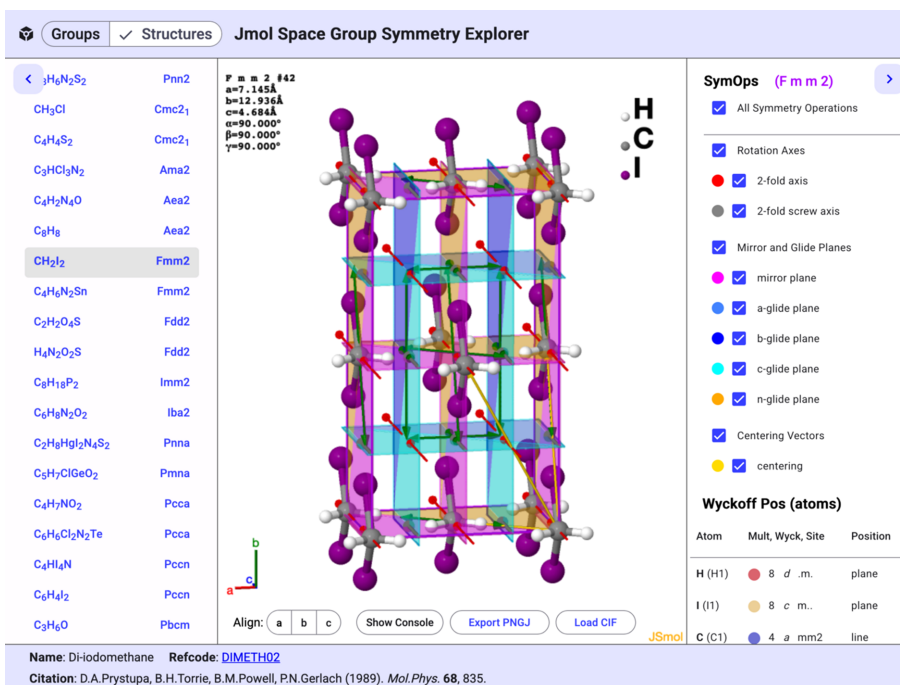 Groups ✓ Structures Jmol Space Group Symmetry Explorer
H6N2S2 Pnn2
CH3Cl Cmc21
C4H4S2 Cmc21
C3HCl3N2 Ama2
C4H2N4O Aea2
C8H8 Aea2
CH2I2 Fmm2
C4H6N2Sn Fmm2
C2H2O4S Fdd2
H4N2O2S Fdd2
C8H18P2 Imm2
C6H8N2O2 Iba2
C2H8HgI2N4S2 Pnna
C5H7ClGeO2 Pmna
C4H7NO2 Pcca
C6H6Cl2N2Te Pcca
C4HI4N Pccn
C6H4I2 Pccn
C3H6O Pbcm
F m m 2 #42
a=7.145Å
b=12.936Å
c=4.684Å
α=90.000°
β=90.000°
γ=90.000°
H
C
I
b
c
a
Align: a b c Show Console Export PNGJ Load CIF
JSmol
SymOps (F m m 2)
All Symmetry Operations
Rotation Axes
2-fold axis
2-fold screw axis
Mirror and Glide Planes
mirror plane
a-glide plane
b-glide plane
c-glide plane
n-glide plane
Centering Vectors
centering
Wyckoff Pos (atoms)
Atom Mult, Wyck, Site Position
H (H1) 8 d .m. plane
I (I1) 8 c m.. plane
C (C1) 4 a mm2 line
Name: Di-iodomethane Refcode: DIMETH02
Citation: D.A.Prystupa, B.H.Torrie, B.M.Powell, P.N.Gerlach (1989). Mol.Phys. 68, 835.